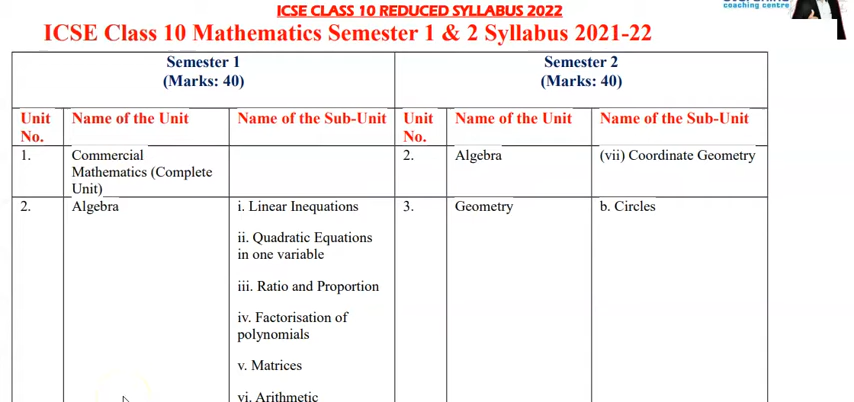 coaching centre
ICSE CLASS 10 REDUCED SYLLABUS 2022
ICSE Class 10 Mathematics Semester 1 & 2 Syllabus 2021-22
Semester 1
(Marks: 40)
Semester 2
(Marks: 40)
Unit No.
Name of the Unit
Name of the Sub-Unit
Unit No.
Name of the Unit
Name of the Sub-Unit
1.
Commercial
Mathematics (Complete
Unit)
2.
Algebra
(vii) Coordinate Geometry
2.
Algebra
i. Linear Inequations
ii. Quadratic Equations
in one variable
iii. Ratio and Proportion
iv. Factorisation of
polynomials
v. Matrices
vi. Arithmetic
3.
Geometry
b. Circles